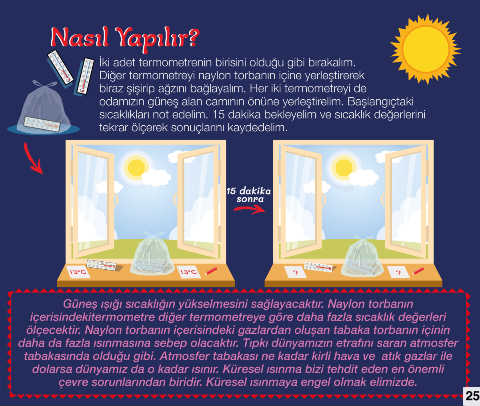 Nasıl Yapılır?
İki adet termometrenin birisini olduğu gibi bırakalım.
Diğer termometreyi naylon torbanın içine yerleştirerek
biraz şişirip ağzını bağlayalım. Her iki termometreyi de
odamızın güneş alan camının önüne yerleştirelim. Başlangıçtaki
sıcaklıkları not edelim. 15 dakika bekleyelim ve sıcaklık değerlerini
tekrar ölçerek sonuçlarını kaydedelim.
15 dakika
sonra
13°C
13°C
?
?
Güneş ışığı sıcaklığın yükselmesini sağlayacaktır. Naylon torbanın
içerisindekitermometre diğer termometreye göre daha fazla sıcaklık değerleri
ölçecektir. Naylon torbanın içerisindeki gazlardan oluşan tabaka torbanın içinin
daha da fazla ısınmasına sebep olacaktır. Tıpkı dünyamızın etrafını saran atmosfer
tabakasında olduğu gibi. Atmosfer tabakası ne kadar kirli hava ve atık gazlar ile
dolarsa dünyamız da o kadar ısınır. Küresel ısınma bizi tehdit eden en önemli
çevre sorunlarından biridir. Küresel ısınmaya engel olmak elimizde.
25